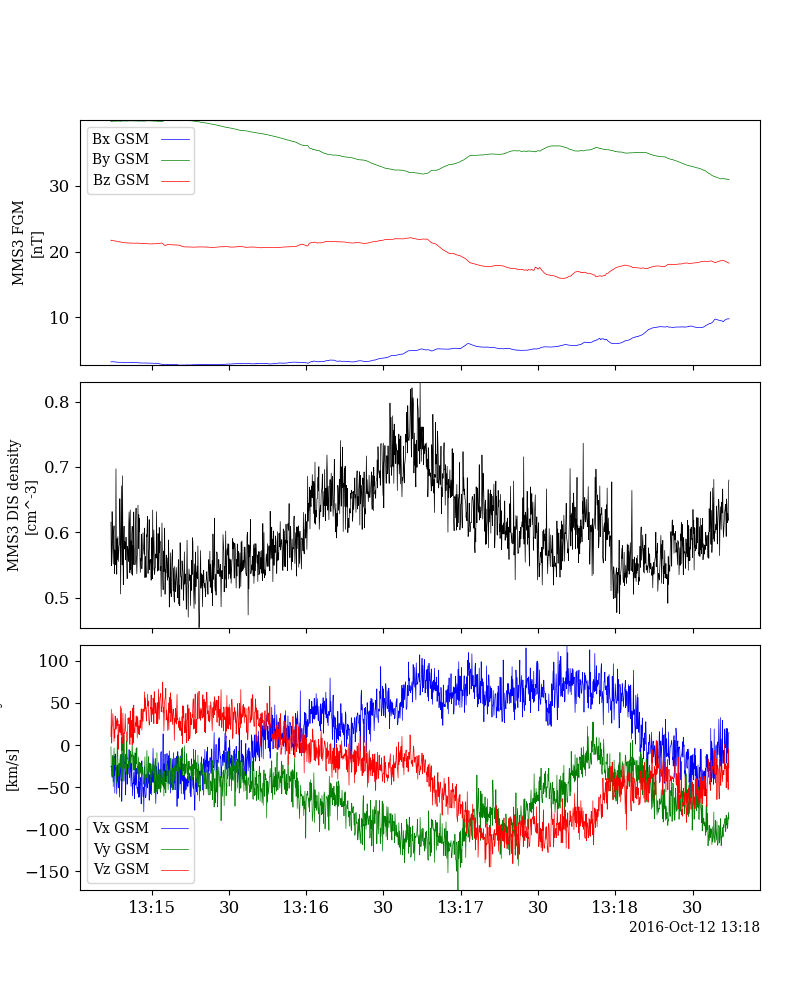 Bx GSM
By GSM
Bz GSM
30
20
10
MMS3 FGM
[nT]
0.8
0.7
0.6
0.5
MMS3 DIS density
[cm^-3]
100
50
0
−50
−100
−150
[km/s]
Vx GSM
Vy GSM
Vz GSM
13:15 30 13:16 30 13:17 30 13:18 30
2016-Oct-12 13:18